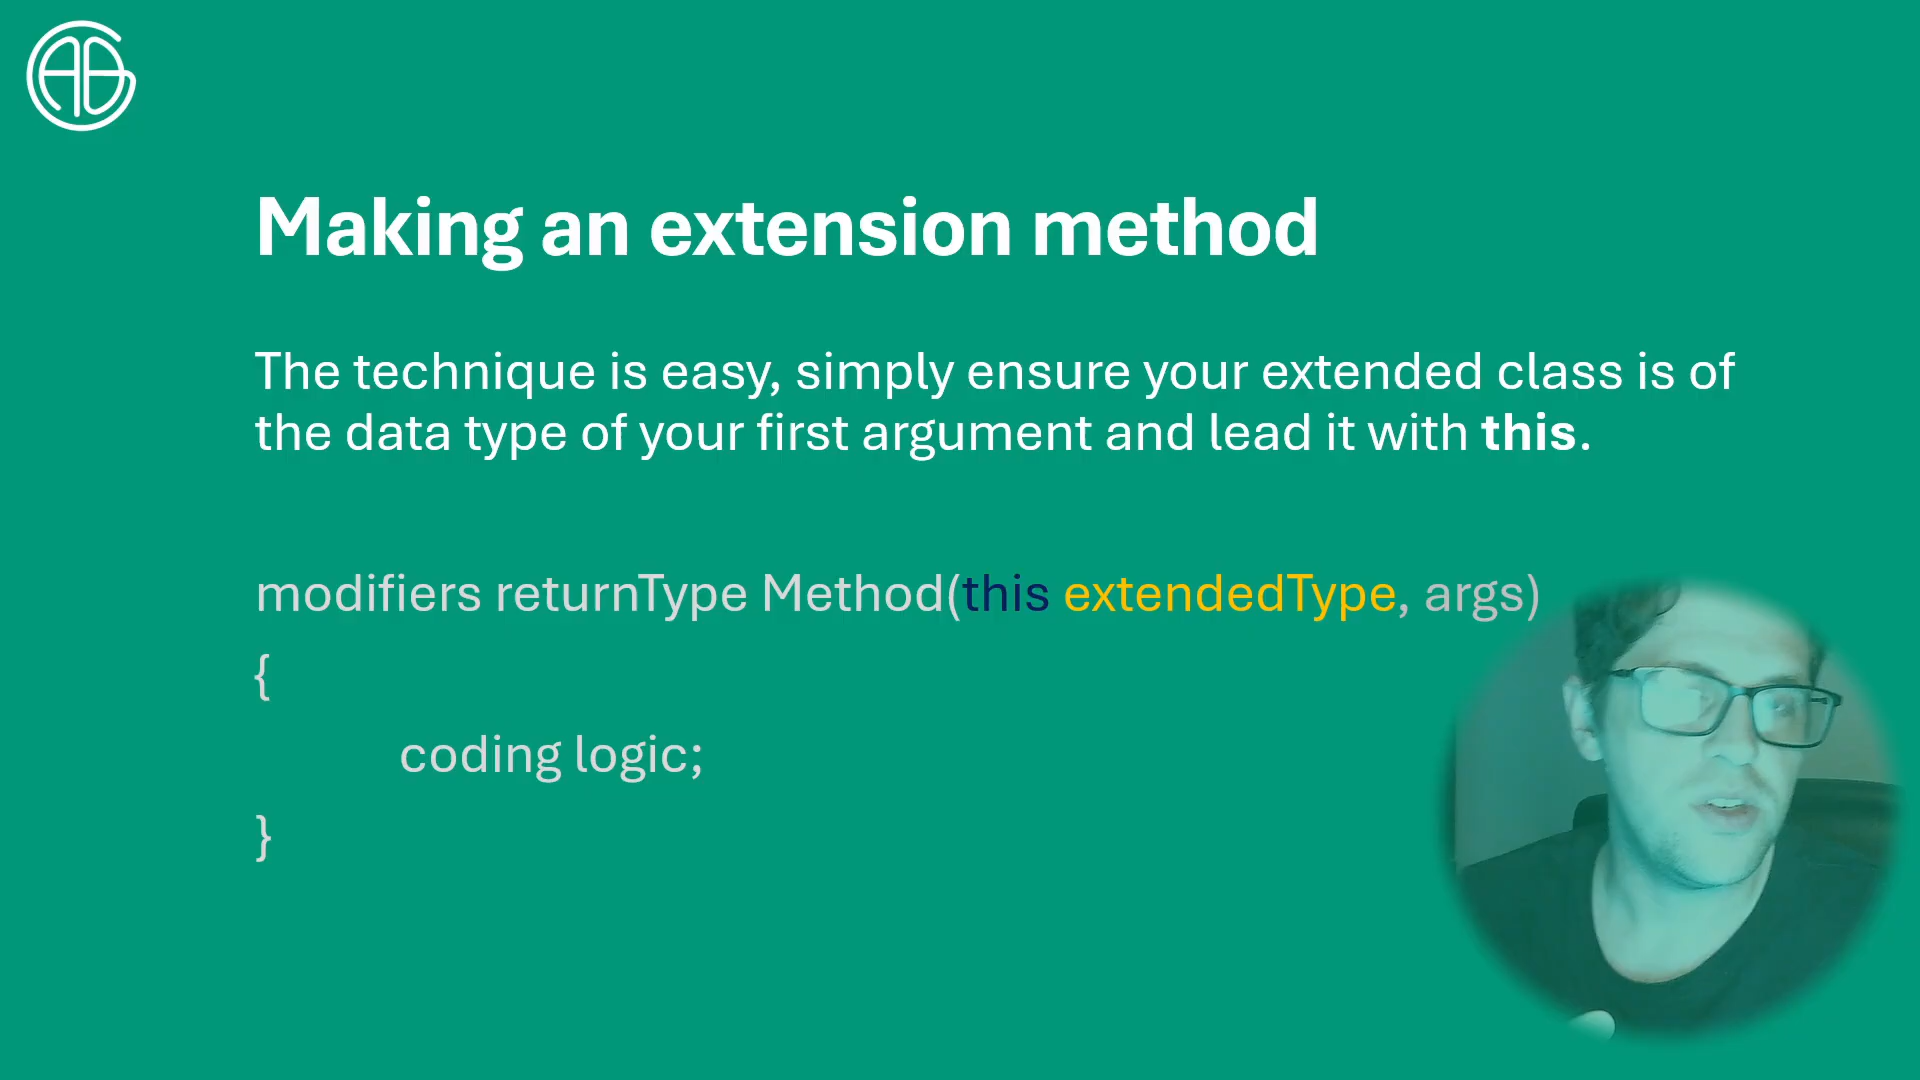 Making an extension method
The technique is easy, simply ensure your extended class is of
the data type of your first argument and lead it with this.
modifiers returnType Method(this extendedType, args)
{
coding logic;
}